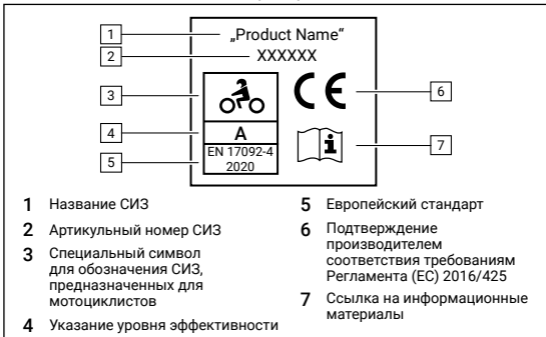 1
„Product Name“
2
XXXXXX
3
CE
6
4
A
i
7
5
EN 17092-4
2020
1 Название СИЗ
2 Артикульный номер СИЗ
3 Специальный символ
для обозначения СИЗ,
предназначенных для
мотоциклистов
4 Указание уровня эффективности
5 Европейский стандарт
6 Подтверждение
производителем
соответствия требованиям
Регламента (ЕС) 2016/425
7 Ссылка на информационные
материалы